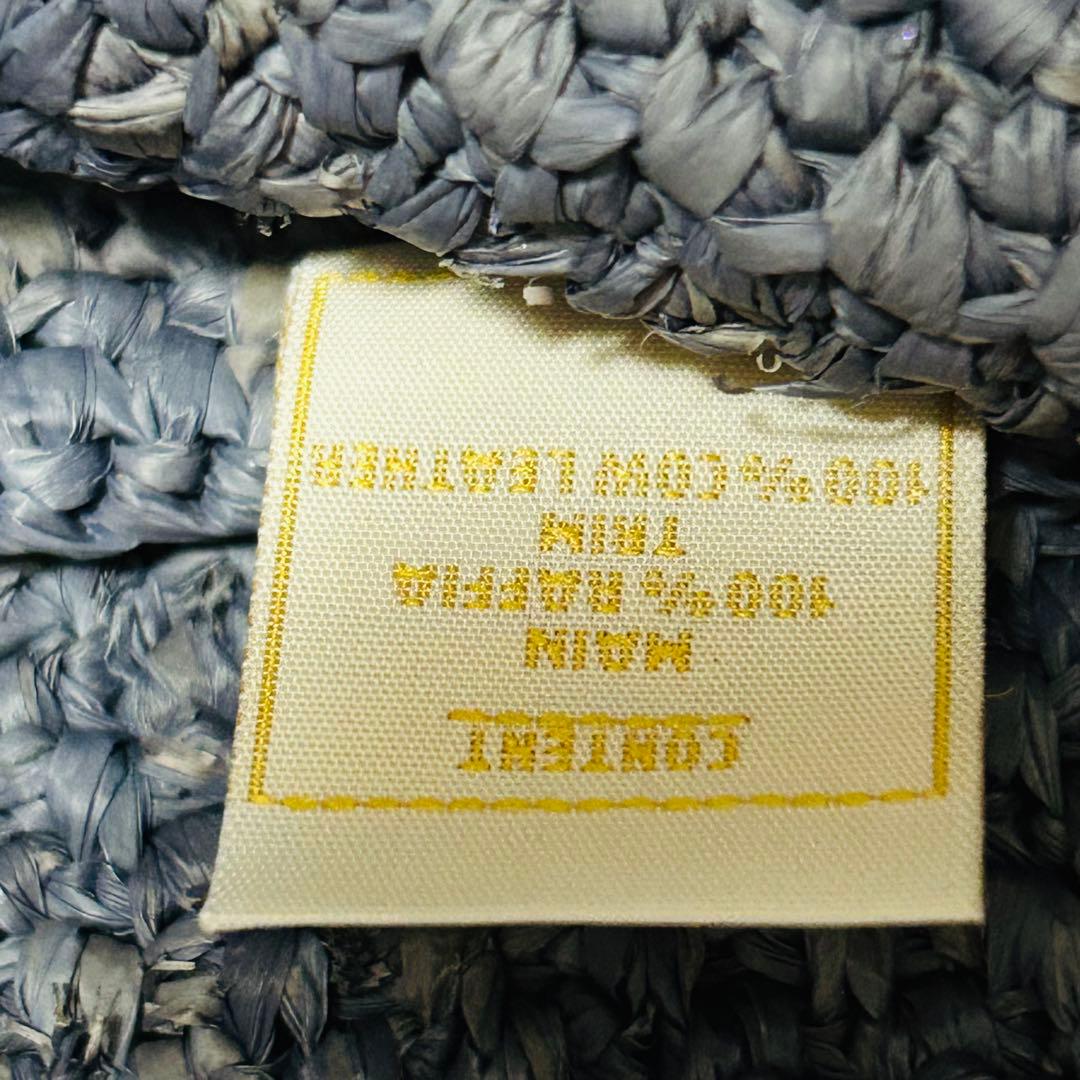 CONTENT
MAIN
100% RAFFIA
TRIM
100% COW LEATHER